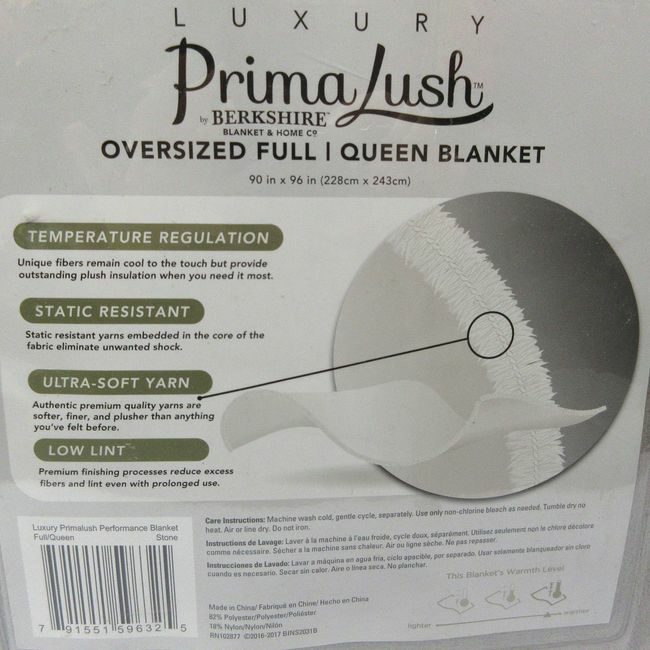 LUXURY
PrimaLush™
by BERKSHIRE™
BLANKET & HOME Cº
OVERSIZED FULL | QUEEN BLANKET
90 in x 96 in (228cm x 243cm)
TEMPERATURE REGULATION
Unique fibers remain cool to the touch but provide
outstanding plush insulation when you need it most.
STATIC RESISTANT
Static resistant yarns embedded in the core of the
fabric eliminate unwanted shock.
ULTRA-SOFT YARN
Authentic premium quality yarns are
softer, finer, and plusher than anything
you've felt before.
LOW LINT™
Premium finishing processes reduce excess
fibers and lint even with prolonged use.
Luxury Primalush Performance Blanket
Full/Queen Stone
7 91551 59632 5
Care Instructions: Machine wash cold, gentle cycle, separately. Use only non-chlorine bleach as needed. Tumble dry no
heat. Air or line dry. Do not iron.
Instructions de Lavage: Laver à la machine à l'eau froide, cycle doux, séparément. Utilisez seulement non le chlore décolore
comme nécessaire. Sécher a la machine sans chaleur. Air ou ligne sèche. Ne pas repasser.
Instrucciones de Lavado: Lavar a máquina en agua fría, ciclo apacible, por separado. Usar solamente blanqueador sin cloro
cuando es necesario. Secar sin calor. Aire o línea seca. No planchar.
This Blanket's Warmth Level
lighter warmer
Made in China/ Fabriqué en Chine/ Hecho en China
82% Polyester/Polyester/Poliéster
18% Nylon/Nylon/Nilón
RN102877 ©2016-2017 BINS2031B